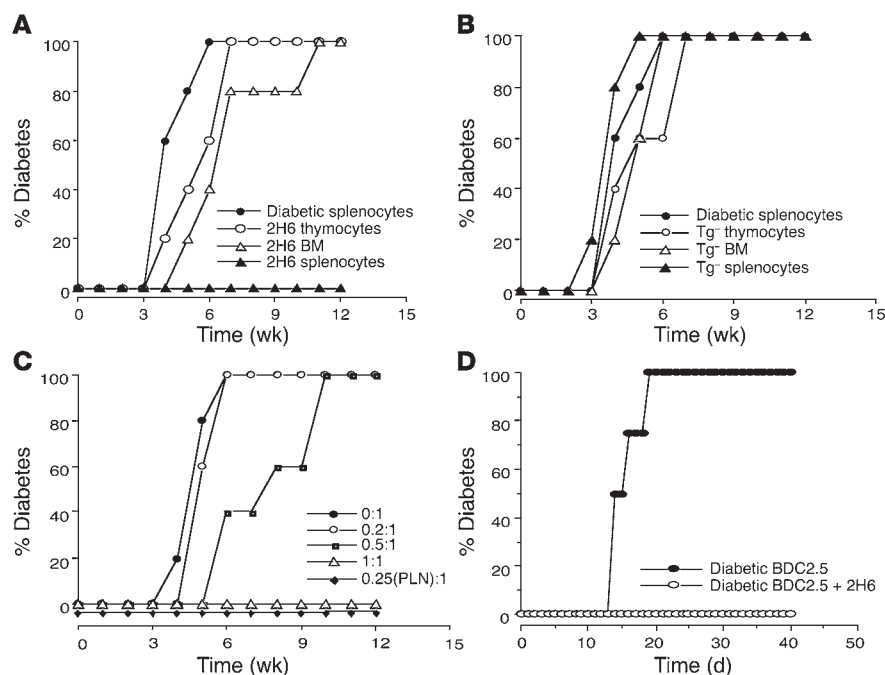 A
% Diabetes
100
80
60
40
20
0
0 3 6 9 12 15
Time (wk)
Diabetic splenocytes
2H6 thymocytes
2H6 BM
2H6 splenocytes
B
% Diabetes
100
80
60
40
20
0
0 3 6 9 12 15
Time (wk)
Diabetic splenocytes
Tg⁻ thymocytes
Tg⁻ BM
Tg⁻ splenocytes
C
% Diabetes
100
80
60
40
20
0
0 3 6 9 12 15
Time (wk)
0:1
0.2:1
0.5:1
1:1
0.25(PLN):1
D
% Diabetes
100
80
60
40
20
0
0 10 20 30 40 50
Time (d)
Diabetic BDC2.5
Diabetic BDC2.5 + 2H6